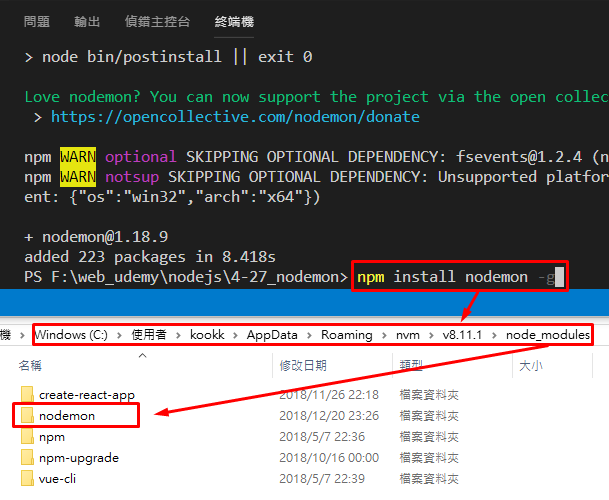 問題 輸出 偵錯主控台 終端機
> node bin/postinstall || exit 0
Love nodemon? You can now support the project via the open collec
> https://opencollective.com/nodemon/donate
npm WARN optional SKIPPING OPTIONAL DEPENDENCY: fsevents@1.2.4 (n
npm WARN notsup SKIPPING OPTIONAL DEPENDENCY: Unsupported platfor
ent: {"os":"win32","arch":"x64"})
+ nodemon@1.18.9
added 223 packages in 8.418s
PS F:\web_udemy\nodejs\4-27_nodemon> npm install nodemon -g
機 › Windows (C:) › 使用者 › kookk › AppData › Roaming › nvm › v8.11.1 › node_modules
名稱 修改日期 類型 大小
create-react-app 2018/11/26 22:18 檔案資料夾
nodemon 2018/12/20 23:26 檔案資料夾
npm 2018/5/7 22:36 檔案資料夾
npm-upgrade 2018/10/16 00:00 檔案資料夾
vue-cli 2018/5/7 22:39 檔案資料夾